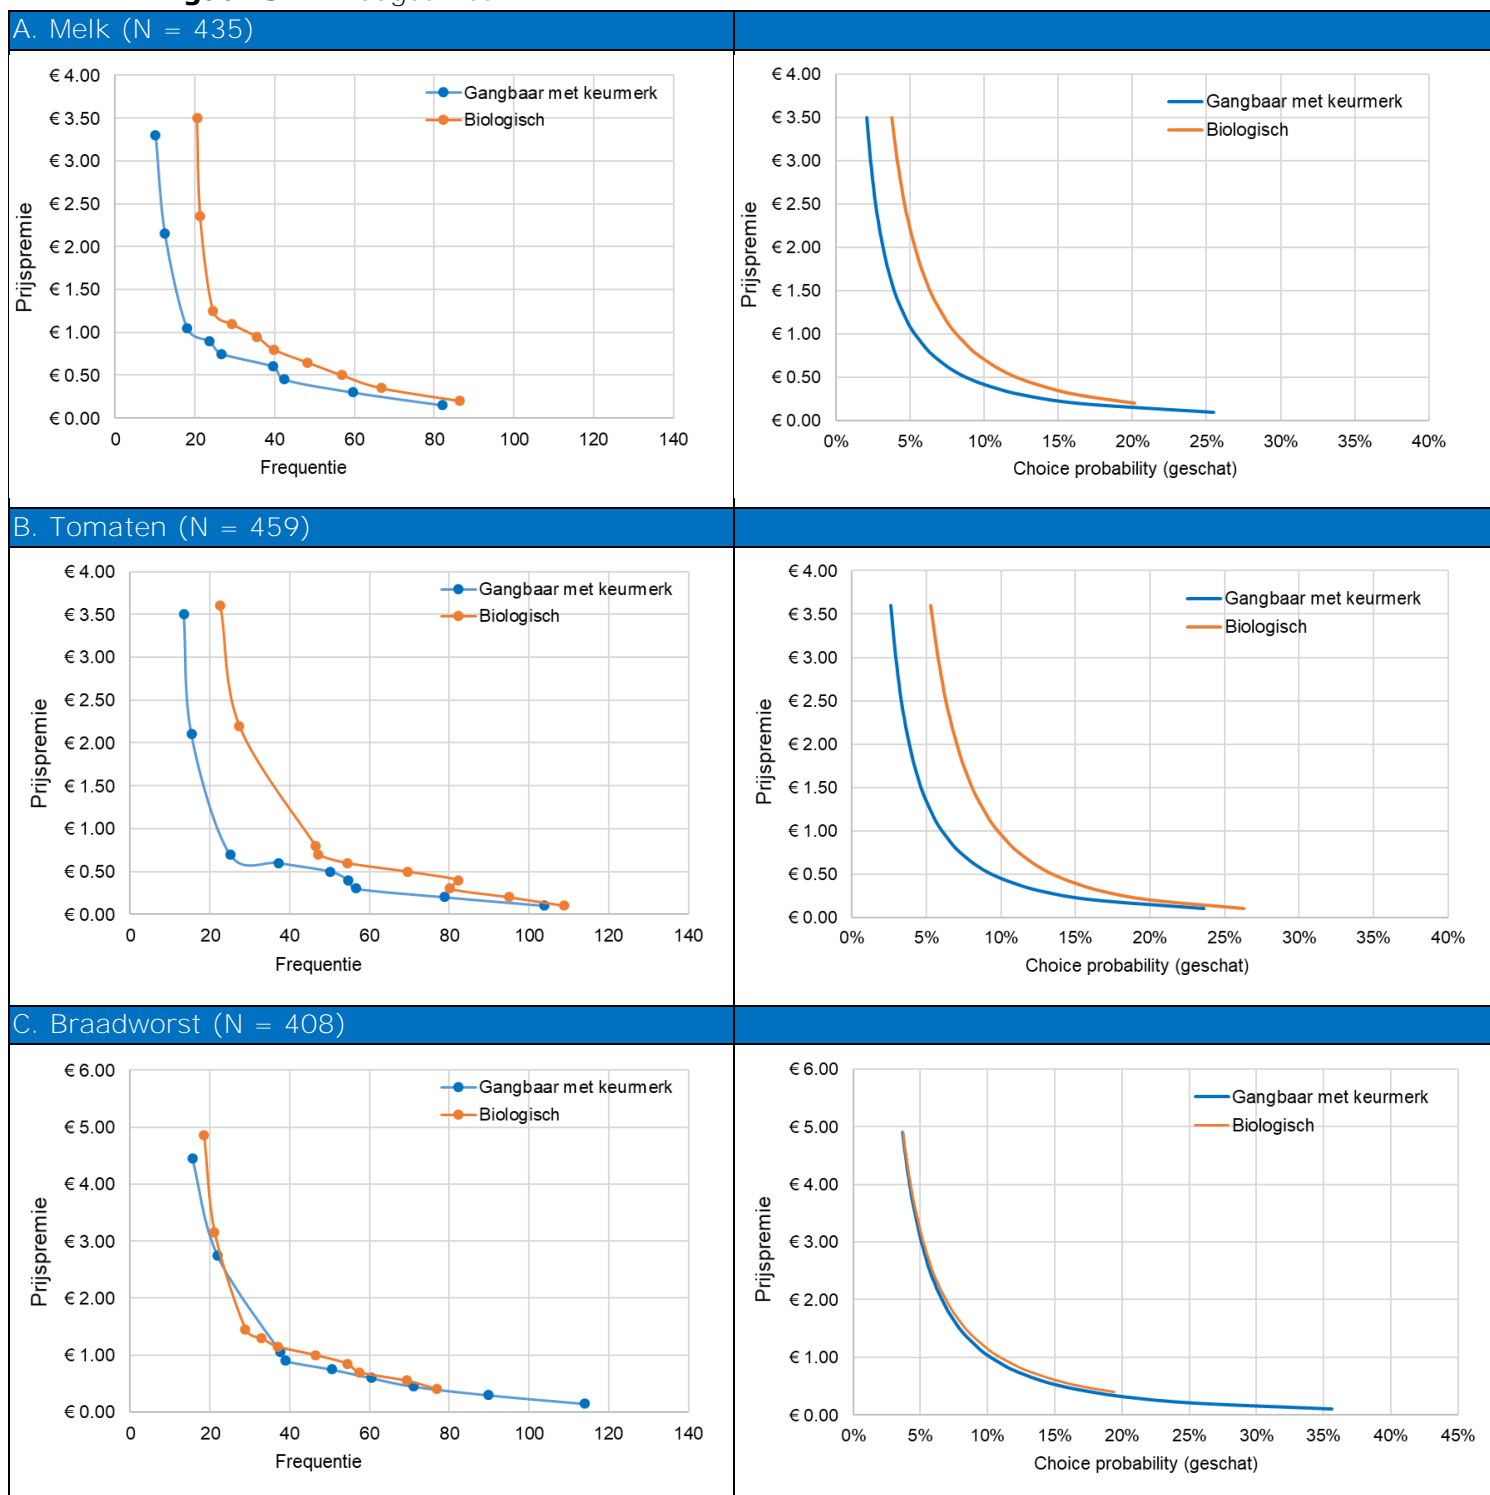 A. Melk (N = 435)
€ 4.00
€ 3.50
€ 3.00
€ 2.50
€ 2.00
€ 1.50
€ 1.00
€ 0.50
€ 0.00
Prijspremie
Gangbaar met keurmerk
Biologisch
0 20 40 60 80 100 120 140
Frequentie
€ 4.00
€ 3.50
€ 3.00
€ 2.50
€ 2.00
€ 1.50
€ 1.00
€ 0.50
€ 0.00
Prijspremie
Gangbaar met keurmerk
Biologisch
0% 5% 10% 15% 20% 25% 30% 35% 40%
Choice probability (geschat)
B. Tomaten (N = 459)
€ 4.00
€ 3.50
€ 3.00
€ 2.50
€ 2.00
€ 1.50
€ 1.00
€ 0.50
€ 0.00
Prijspremie
Gangbaar met keurmerk
Biologisch
0 20 40 60 80 100 120 140
Frequentie
€ 4.00
€ 3.50
€ 3.00
€ 2.50
€ 2.00
€ 1.50
€ 1.00
€ 0.50
€ 0.00
Prijspremie
Gangbaar met keurmerk
Biologisch
0% 5% 10% 15% 20% 25% 30% 35% 40%
Choice probability (geschat)
C. Braadworst (N = 408)
€ 6.00
€ 5.00
€ 4.00
€ 3.00
€ 2.00
€ 1.00
€ 0.00
Prijspremie
Gangbaar met keurmerk
Biologisch
0 20 40 60 80 100 120 140
Frequentie
€ 6.00
€ 5.00
€ 4.00
€ 3.00
€ 2.00
€ 1.00
€ 0.00
Prijspremie
Gangbaar met keurmerk
Biologisch
0% 5% 10% 15% 20% 25% 30% 35% 40% 45%
Choice probability (geschat)